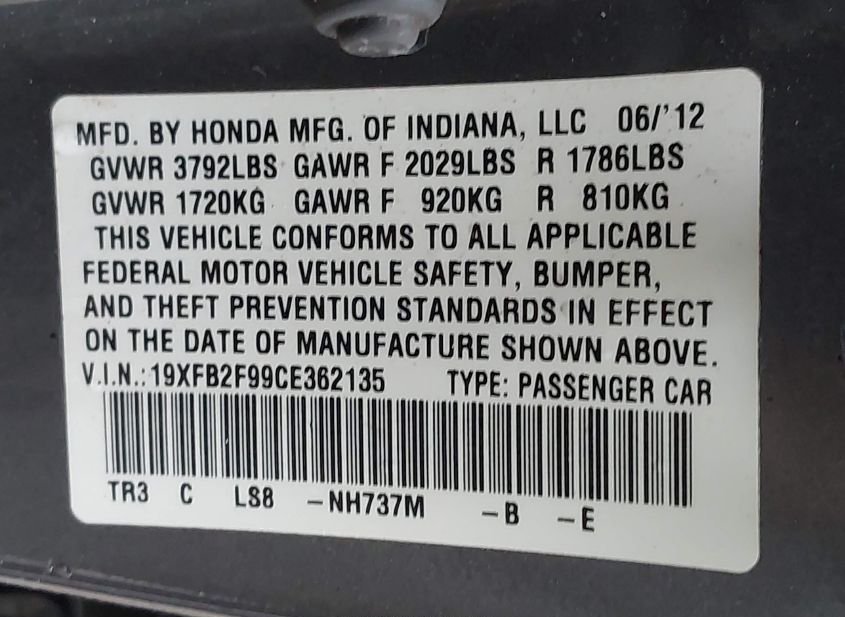 MFD. BY HONDA MFG. OF INDIANA, LLC 06/'12
GVWR 3792LBS GAWR F 2029LBS R 1786LBS
GVWR 1720KG GAWR F 920KG R 810KG
THIS VEHICLE CONFORMS TO ALL APPLICABLE
FEDERAL MOTOR VEHICLE SAFETY, BUMPER,
AND THEFT PREVENTION STANDARDS IN EFFECT
ON THE DATE OF MANUFACTURE SHOWN ABOVE.
V.I.N.:19XFB2F99CE362135 TYPE: PASSENGER CAR
TR3 C LS8 –NH737M –B –E